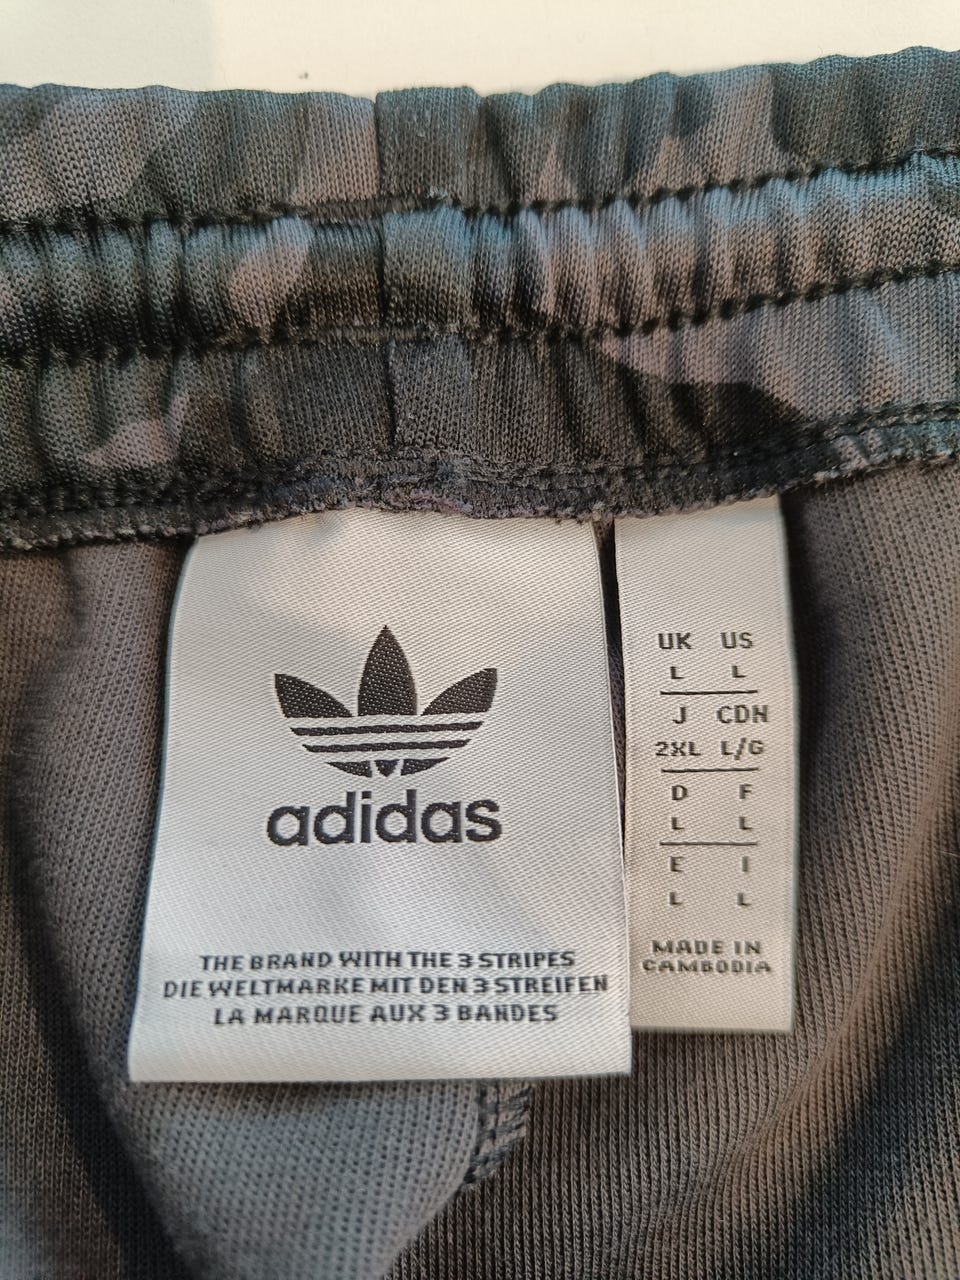 adidas
THE BRAND WITH THE 3 STRIPES
DIE WELTMARKE MIT DEN 3 STREIFEN
LA MARQUE AUX 3 BANDES
UK US
L L
J CDN
2XL L/G
D F
L L
E I
L L
MADE IN
CAMBODIA